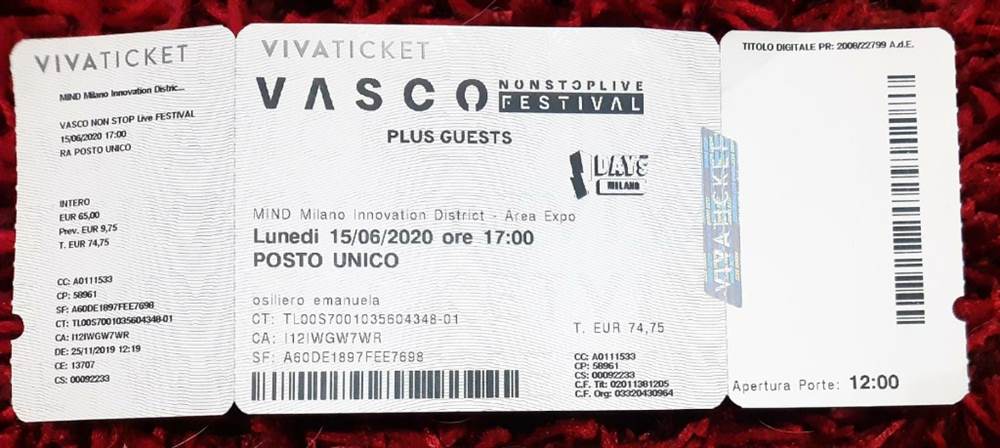 VIVATICKET
MIND Milano Innovation Distric...
VASCO NON STOP Live FESTIVAL
15/06/2020 17:00
RA POSTO UNICO
INTERO
EUR 65,00
Prev. EUR 9,75
T. EUR 74,75
CC: A0111533
CP: 58961
SF: A60DE1897FEE7698
CT: TL00S7001035604348-01
CA: I12IWGW7WR
DE: 25/11/2019 12:19
CE: 13707
CS: 00092233
VIVATICKET
VASCO NONSTOPLIVE FESTIVAL
PLUS GUESTS
I DAYS
MILANO
MIND Milano Innovation District - Area Expo
Lunedi 15/06/2020 ore 17:00
POSTO UNICO
osiliero emanuela
CT: TL00S7001035604348-01
CA: I12IWGW7WR
SF: A60DE1897FEE7698
T. EUR 74,75
CC: A0111533
CP: 58961
CS: 00092233
C.F. Tit: 02011381205
C.F. Org: 03320430964
VIVATICKET
TITOLO DIGITALE PR: 2008/22799 A.d.E.
Apertura Porte: 12:00